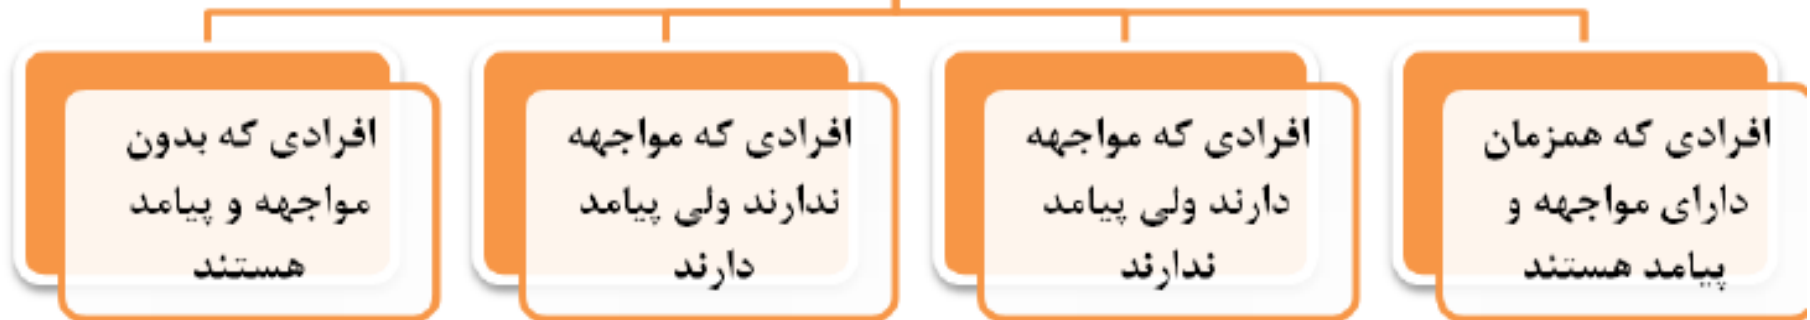 افرادی که همزمان
دارای مواجهه و
پیامد هستند
افرادی که مواجهه
دارند ولی پیامد
ندارند
افرادی که مواجهه
ندارند ولی پیامد
دارند
افرادی که بدون
مواجهه و پیامد
هستند